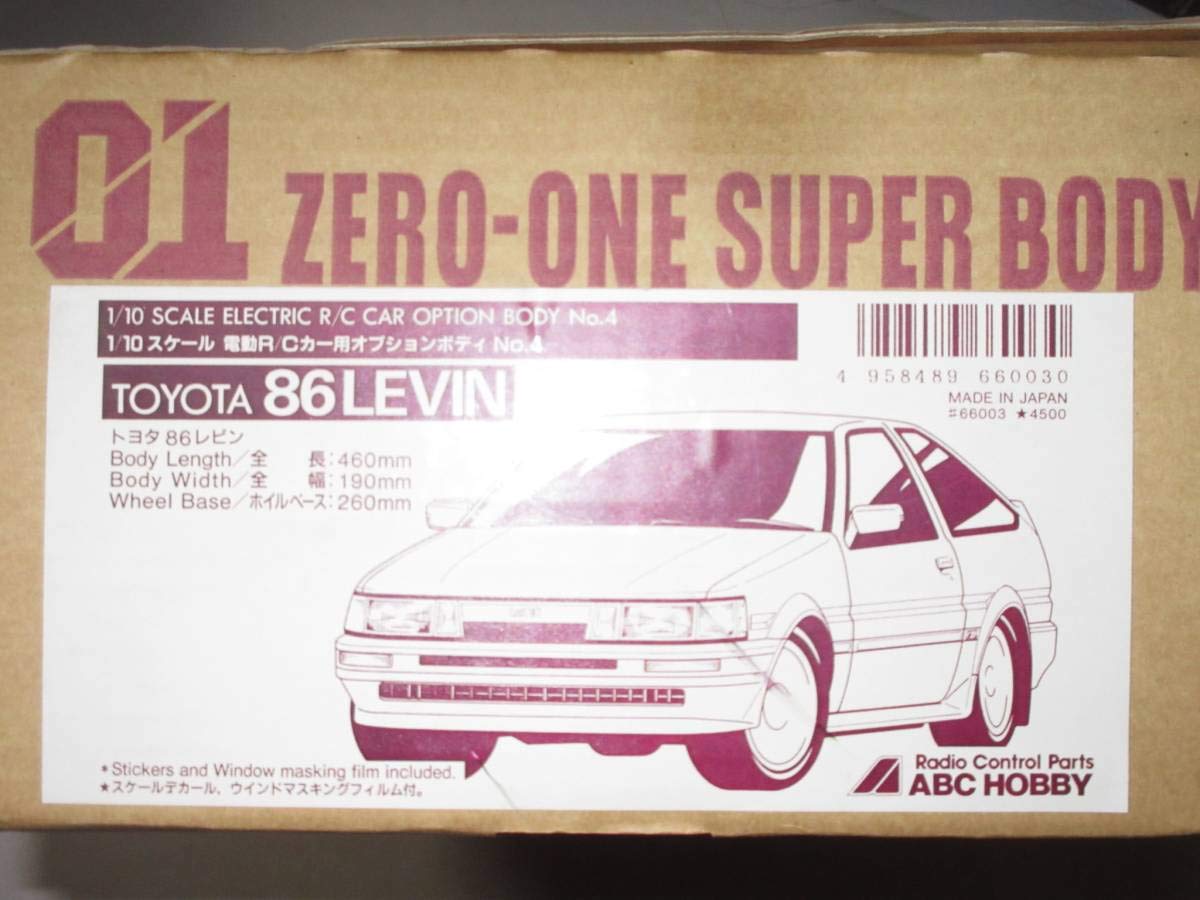 01 ZERO-ONE SUPER BODY
1/10 SCALE ELECTRIC R/C CAR OPTION BODY No.4
1/10スケール 電動R/Cカー用オプションボディ No.4
TOYOTA 86 LEVIN
トヨタ 86レビン
Body Length/全 長:460mm
Body Width/全 幅:190mm
Wheel Base/ホイルベース:260mm
4 958489 660030
MADE IN JAPAN
#66003 ★4500
*Stickers and Window masking film included.
★スケールデカール、ウインドマスキングフィルム付。
Radio Control Parts
ABC HOBBY